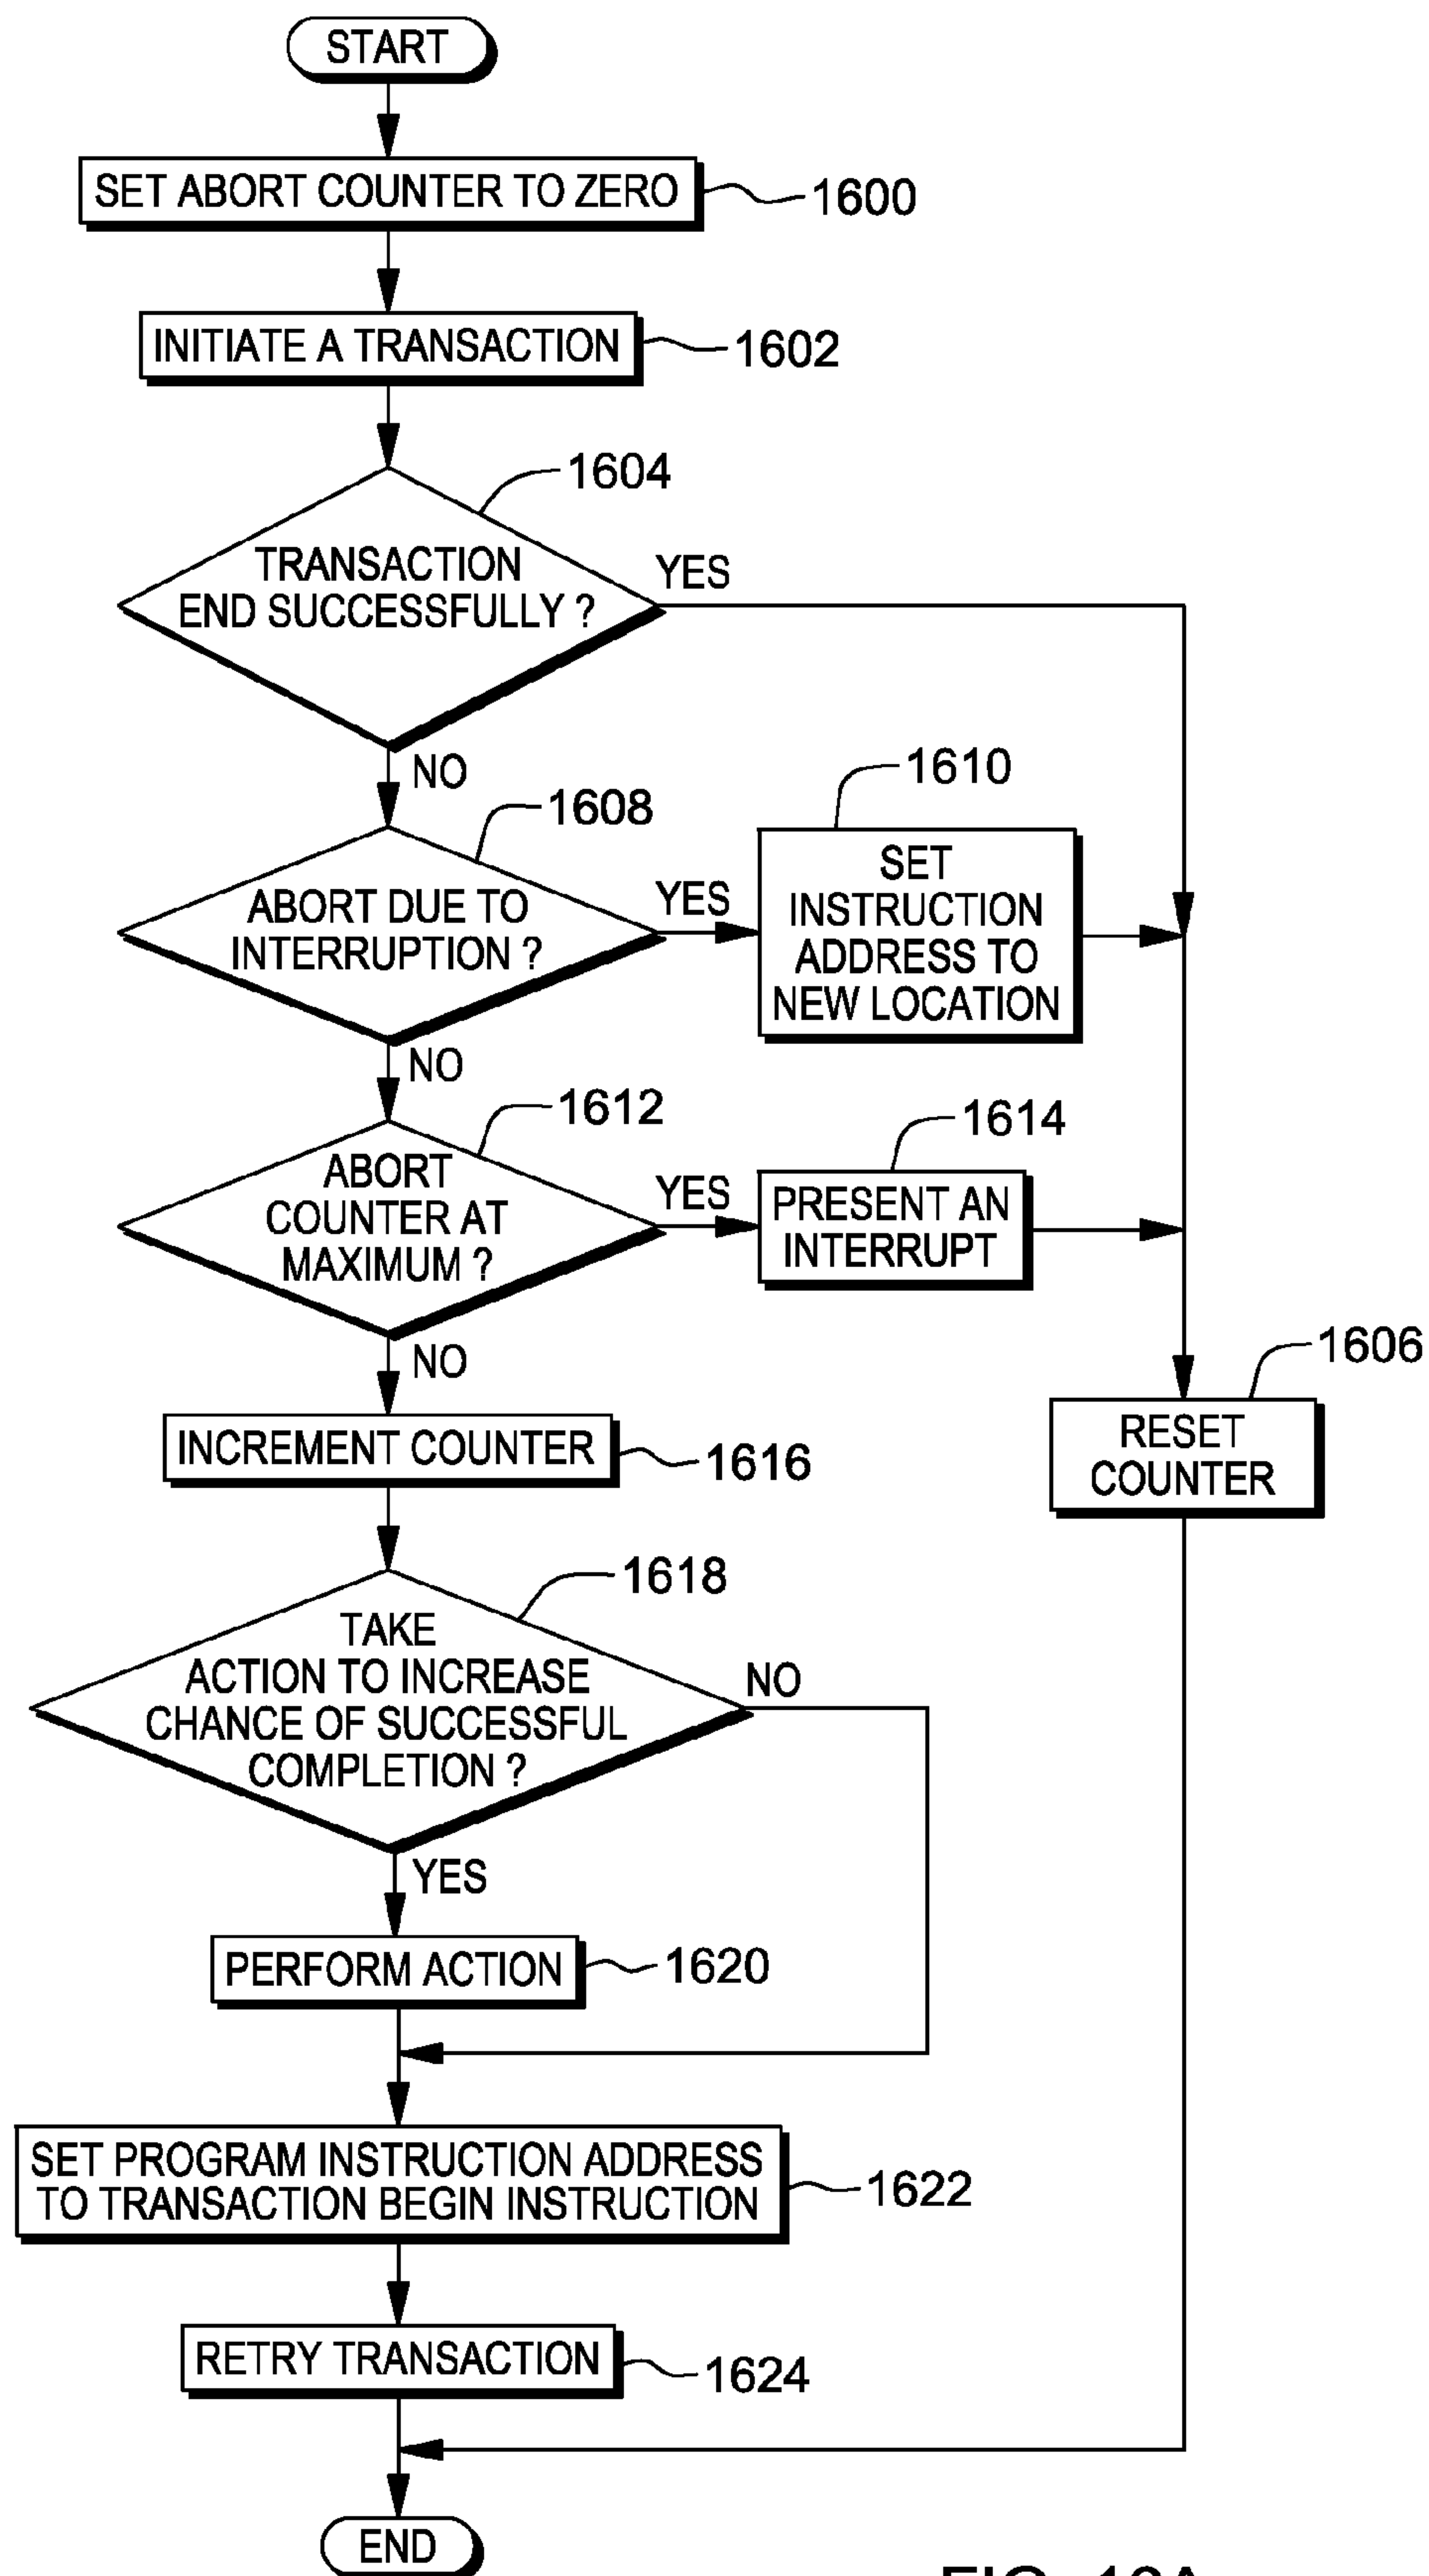 START
SET ABORT COUNTER TO ZERO
1600
INITIATE A TRANSACTION
1602
1604
TRANSACTION
END SUCCESSFULLY ?
YES
NO
1608
ABORT DUE TO
INTERRUPTION ?
YES
1610
SET
INSTRUCTION
ADDRESS TO
NEW LOCATION
NO
1612
ABORT
COUNTER AT
MAXIMUM ?
YES
1614
PRESENT AN
INTERRUPT
NO
1606
RESET
COUNTER
INCREMENT COUNTER
1616
1618
TAKE
ACTION TO INCREASE
CHANCE OF SUCCESSFUL
COMPLETION ?
NO
YES
PERFORM ACTION
1620
SET PROGRAM INSTRUCTION ADDRESS
TO TRANSACTION BEGIN INSTRUCTION
1622
RETRY TRANSACTION
1624
END